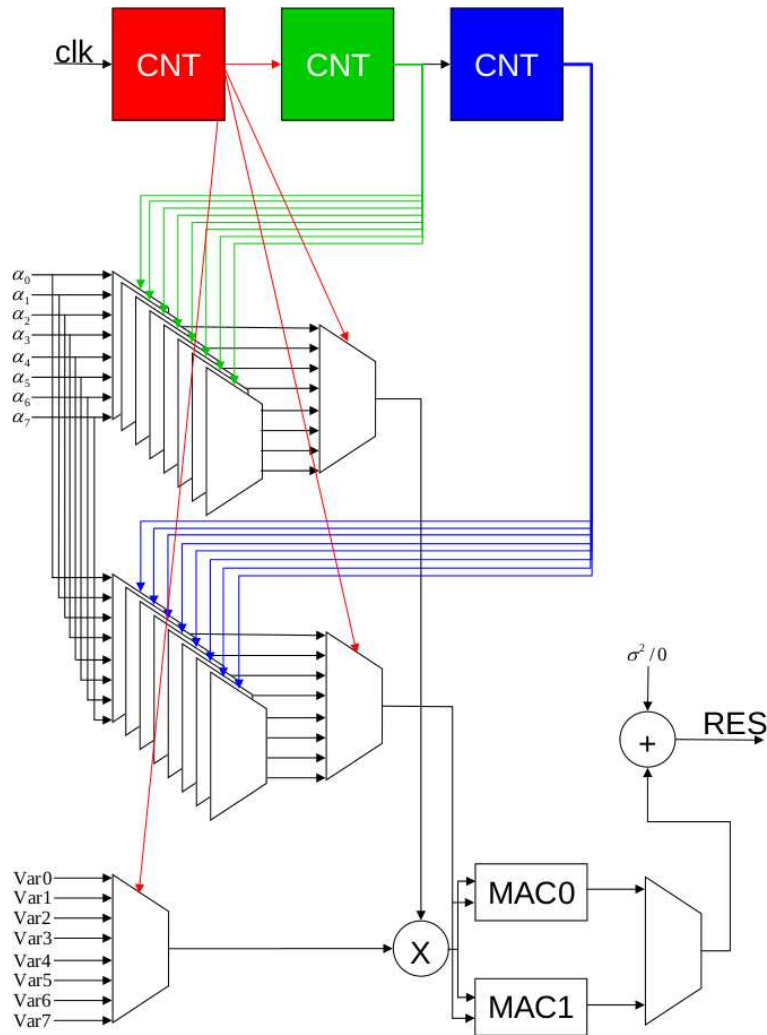 clk
CNT
CNT
CNT
α0
α1
α2
α3
α4
α5
α6
α7
σ²/0
+
RES
Var0
Var1
Var2
Var3
Var4
Var5
Var6
Var7
X
MAC0
MAC1